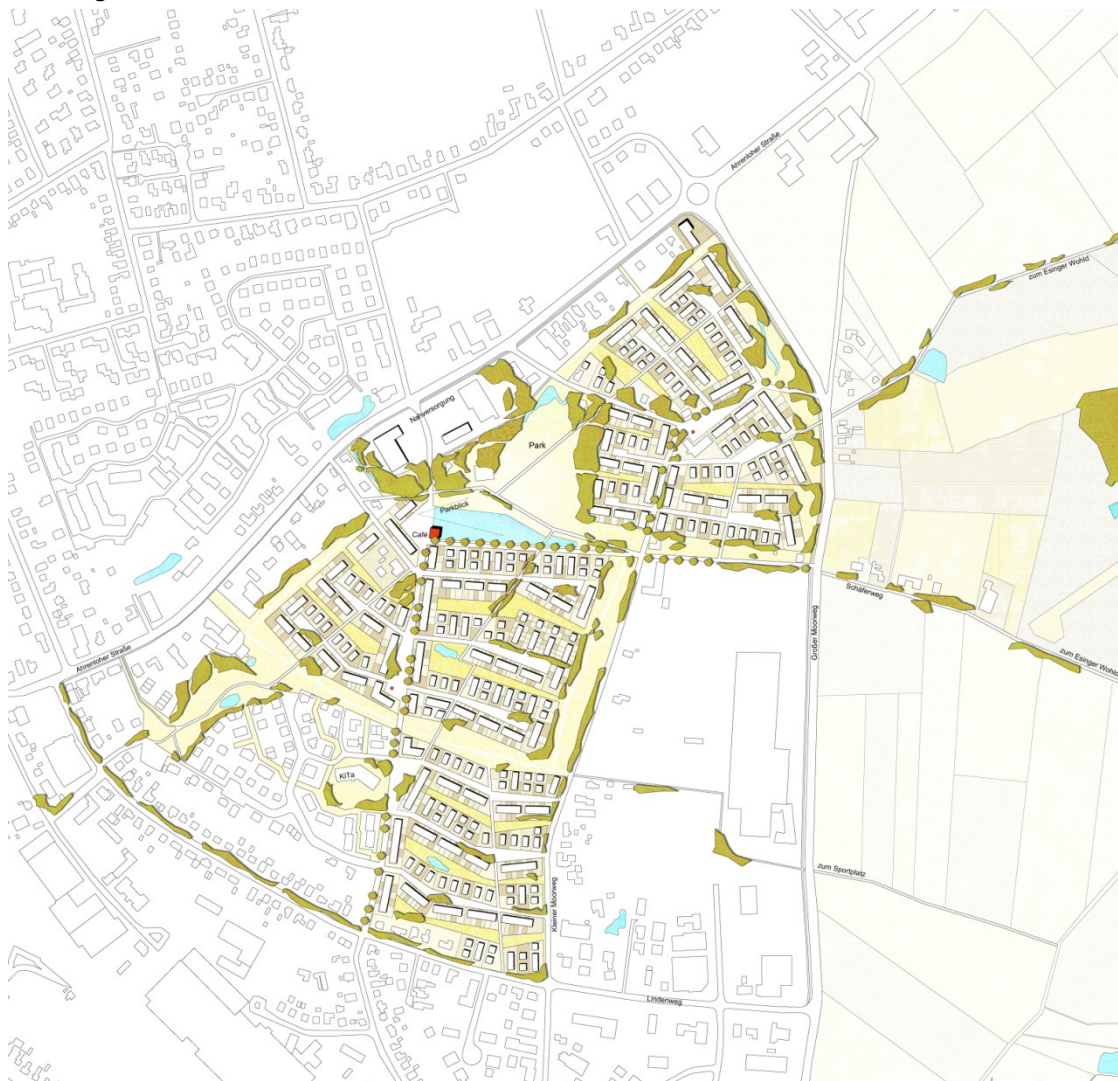 Ahrenloher Straße
zum Esinger Wohld
Nahversorgung
Park
Parkblick
Café
Schäferweg
Großer Moorweg
zum Esinger Wohld
Ahrenloher Straße
KiTa
zum Sportplatz
Kleiner Moorweg
Lindenweg